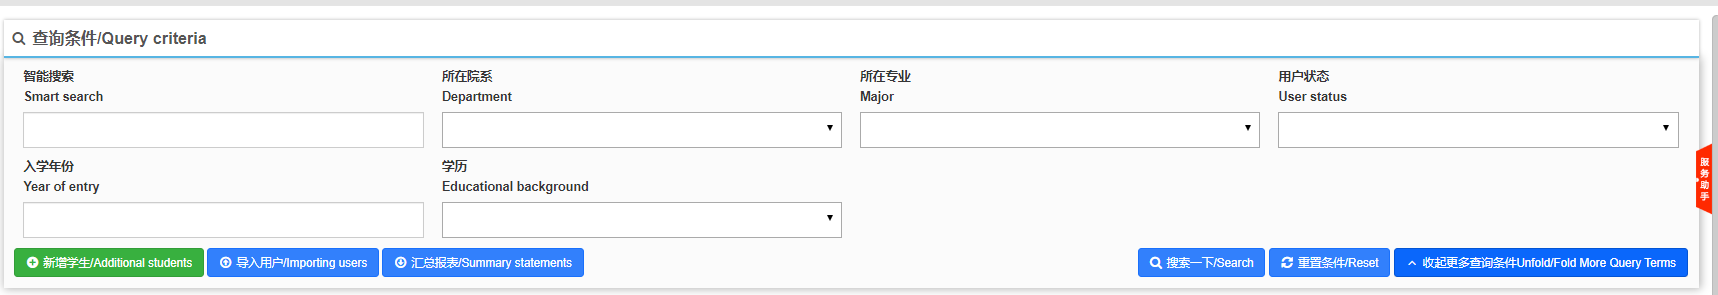 查询条件/Query criteria
智能搜索
Smart search
所在院系
Department
所在专业
Major
用户状态
User status
入学年份
Year of entry
学历
Educational background
新增学生/Additional students
导入用户/Importing users
汇总报表/Summary statements
搜索一下/Search
重置条件/Reset
收起更多查询条件Unfold/Fold More Query Terms
服务助手